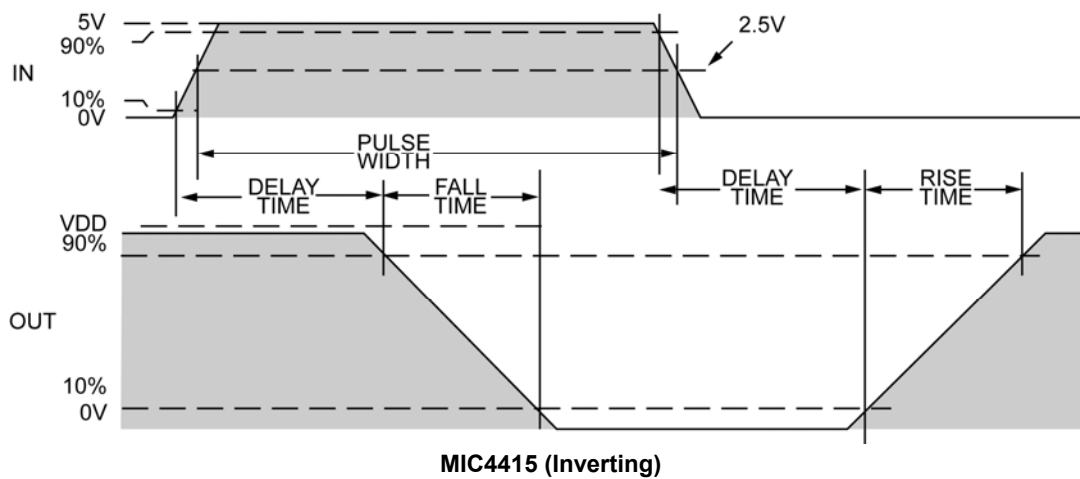 5V
90%
2.5V
IN
10%
0V
PULSE
WIDTH
DELAY
TIME
FALL
TIME
DELAY
TIME
RISE
TIME
VDD
90%
OUT
10%
0V
MIC4415 (Inverting)